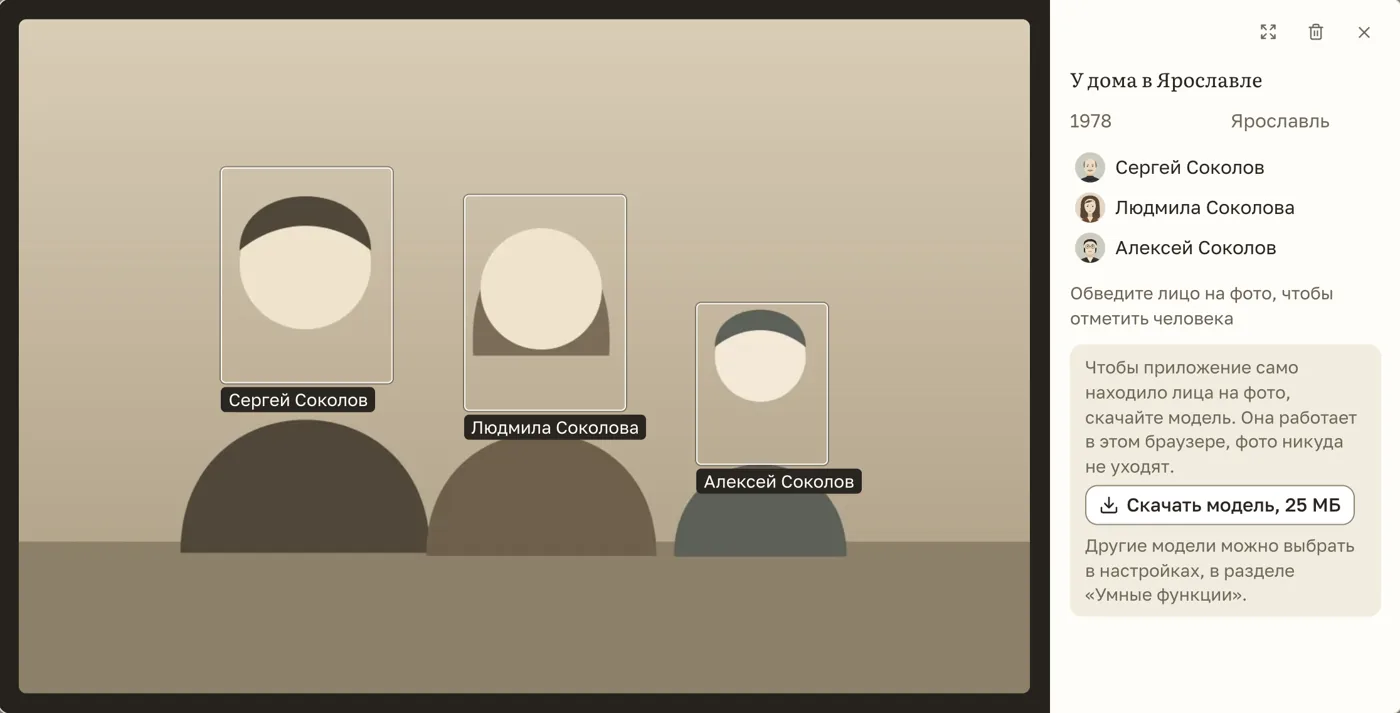 Сергей Соколов
Людмила Соколова
Алексей Соколов
У дома в Ярославле
1978
Ярославль
Сергей Соколов
Людмила Соколова
Алексей Соколов
Обведите лицо на фото, чтобы
отметить человека
Чтобы приложение само
находило лица на фото,
скачайте модель. Она работает
в этом браузере, фото никуда
не уходят.
Скачать модель, 25 МБ
Другие модели можно выбрать
в настройках, в разделе
«Умные функции».